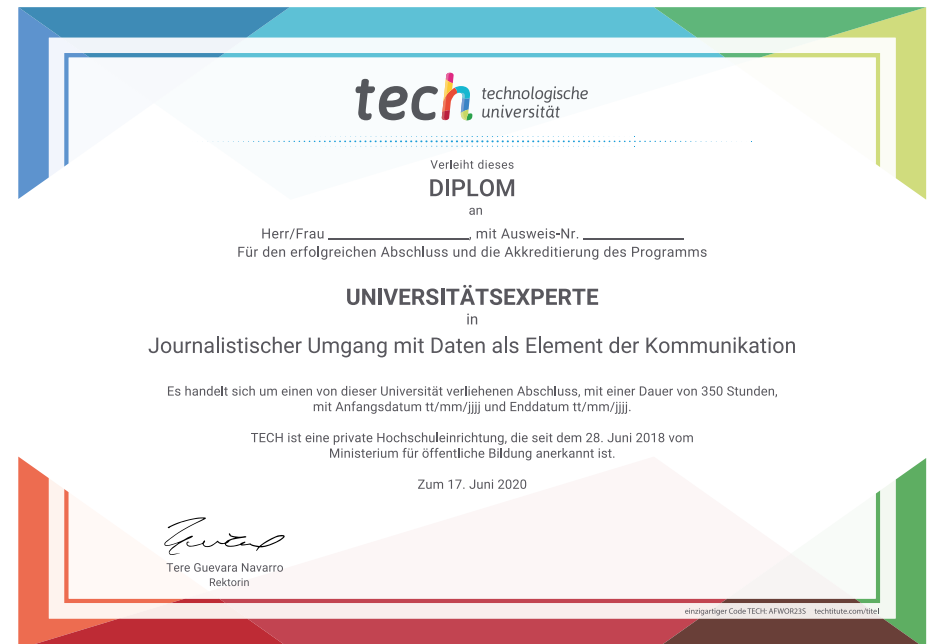 tech technologische
universität
Verleiht dieses
DIPLOM
an
Herr/Frau ____________________, mit Ausweis-Nr. ______________
Für den erfolgreichen Abschluss und die Akkreditierung des Programms
UNIVERSITÄTSEXPERTE
in
Journalistischer Umgang mit Daten als Element der Kommunikation
Es handelt sich um einen von dieser Universität verliehenen Abschluss, mit einer Dauer von 350 Stunden,
mit Anfangsdatum tt/mm/jjjj und Enddatum tt/mm/jjjj.
TECH ist eine private Hochschuleinrichtung, die seit dem 28. Juni 2018 vom
Ministerium für öffentliche Bildung anerkannt ist.
Zum 17. Juni 2020
Tere Guevara Navarro
Rektorin
einzigartiger Code TECH: AFWOR23S techtitute.com/titel